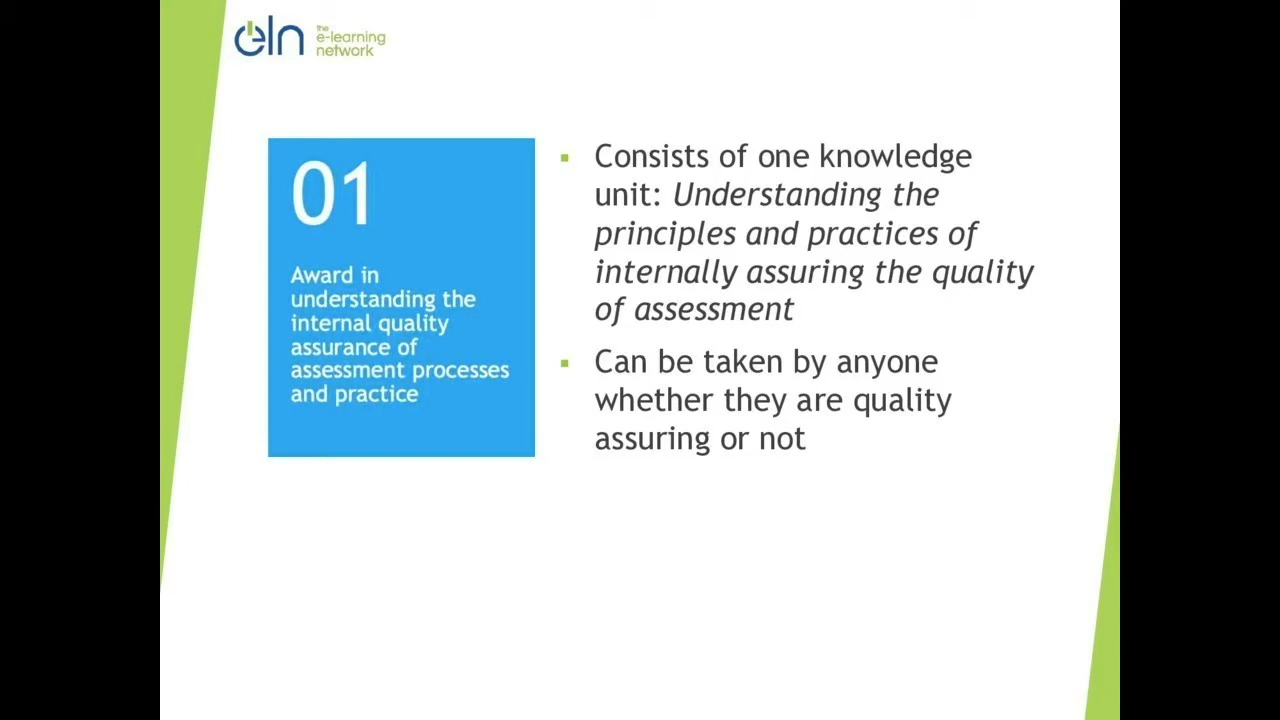 eln
the
e-learning
network
01
Award in
understanding the
internal quality
assurance of
assessment processes
and practice
▪ Consists of one knowledge
unit: Understanding the
principles and practices of
internally assuring the quality
of assessment
▪ Can be taken by anyone
whether they are quality
assuring or not